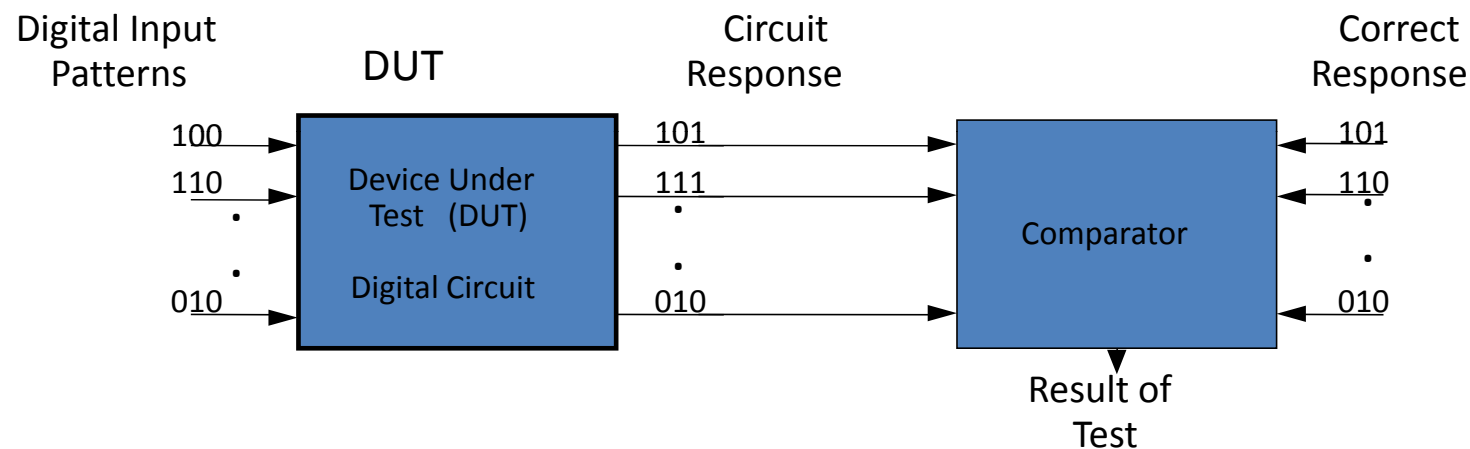 Digital Input
Patterns
DUT
Circuit
Response
Correct
Response
100
110
.
.
010
Device Under
Test (DUT)
Digital Circuit
101
111
.
.
010
Comparator
101
110
.
.
010
Result of
Test